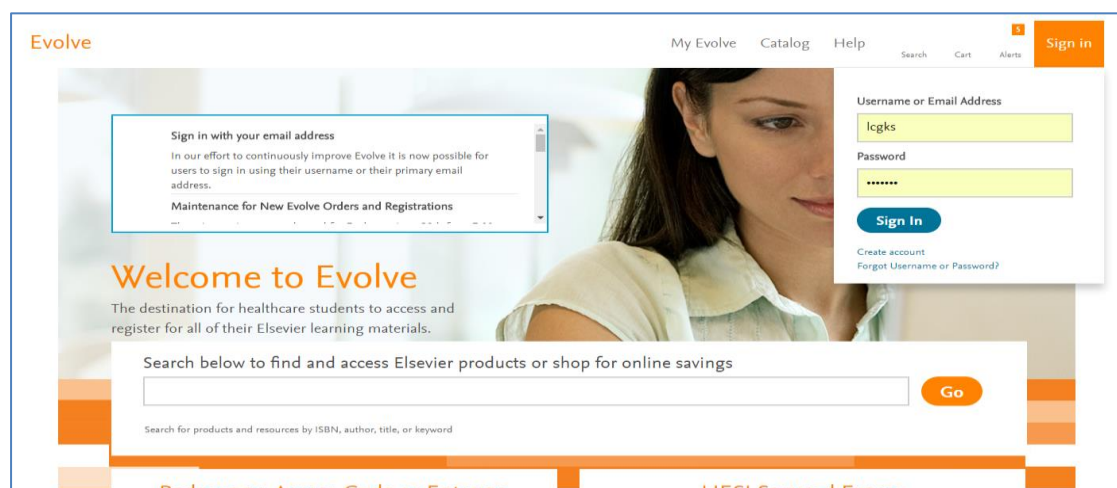 Evolve
My Evolve Catalog Help Search Cart Alerts 5 Sign in
Username or Email Address
lcgks
Password
•••••••
Sign In
Create account
Forgot Username or Password?
Sign in with your email address
In our effort to continuously improve Evolve it is now possible for
users to sign in using their username or their primary email
address.
Maintenance for New Evolve Orders and Registrations
Welcome to Evolve
The destination for healthcare students to access and
register for all of their Elsevier learning materials.
Search below to find and access Elsevier products or shop for online savings
Go
Search for products and resources by ISBN, author, title, or keyword